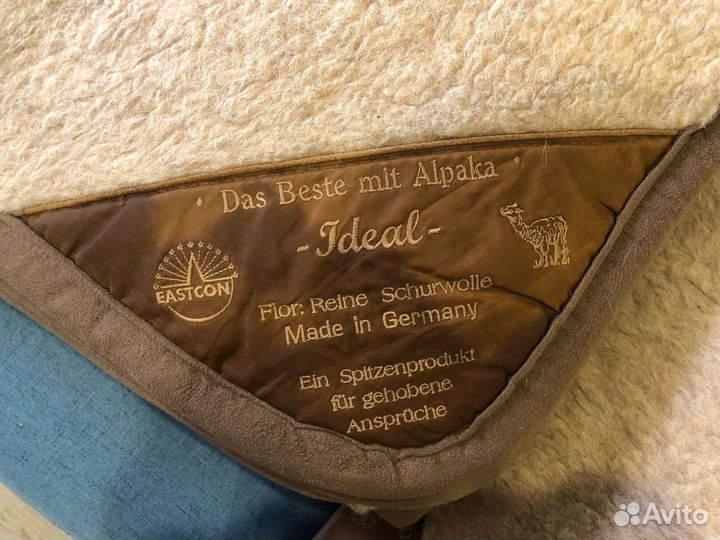 · Das Beste mit Alpaka ·
-Ideal-
EASTCON
Flor: Reine Schurwolle
Made in Germany
Ein Spitzenprodukt
für gehobene
Ansprüche
Avito